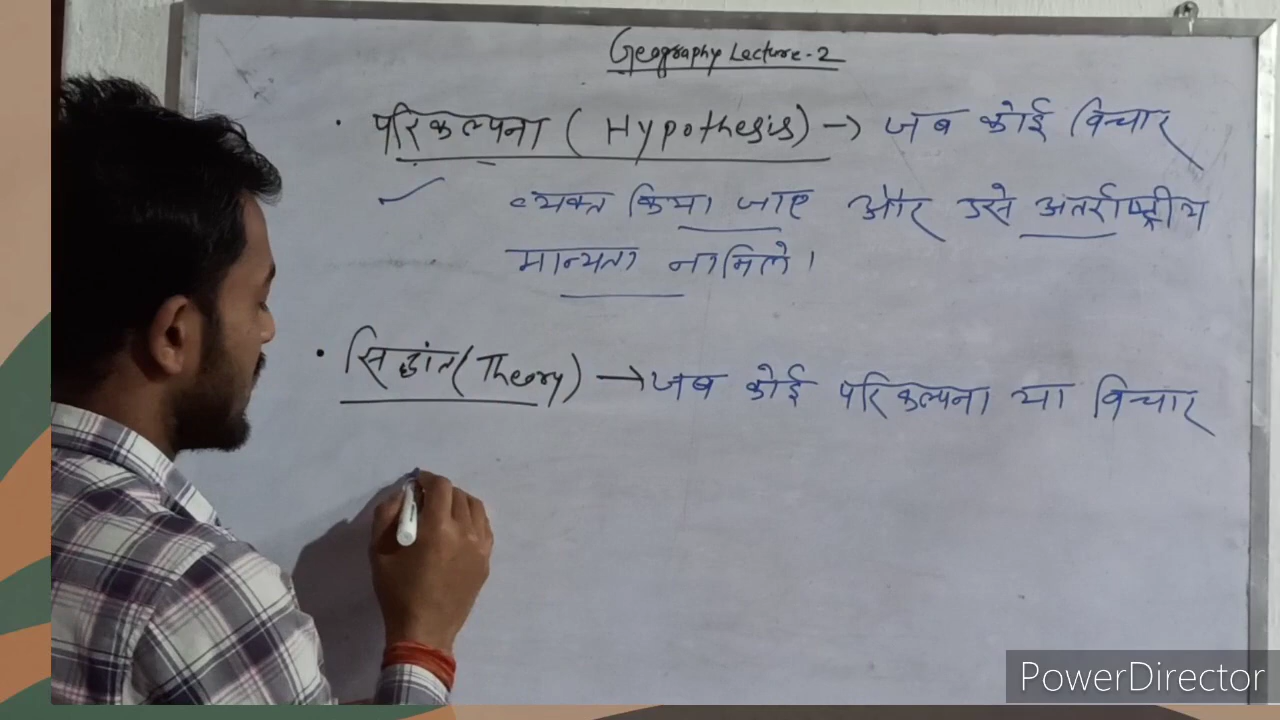 Geography Lecture-2
• परिकल्पना ( Hypothesis) → जब कोई विचार
व्यक्त किया जाए और उसे अंतर्राष्ट्रीय
मान्यता ना मिले।
• सिद्धांत (Theory) → जब कोई परिकल्पना या विचार
PowerDirector